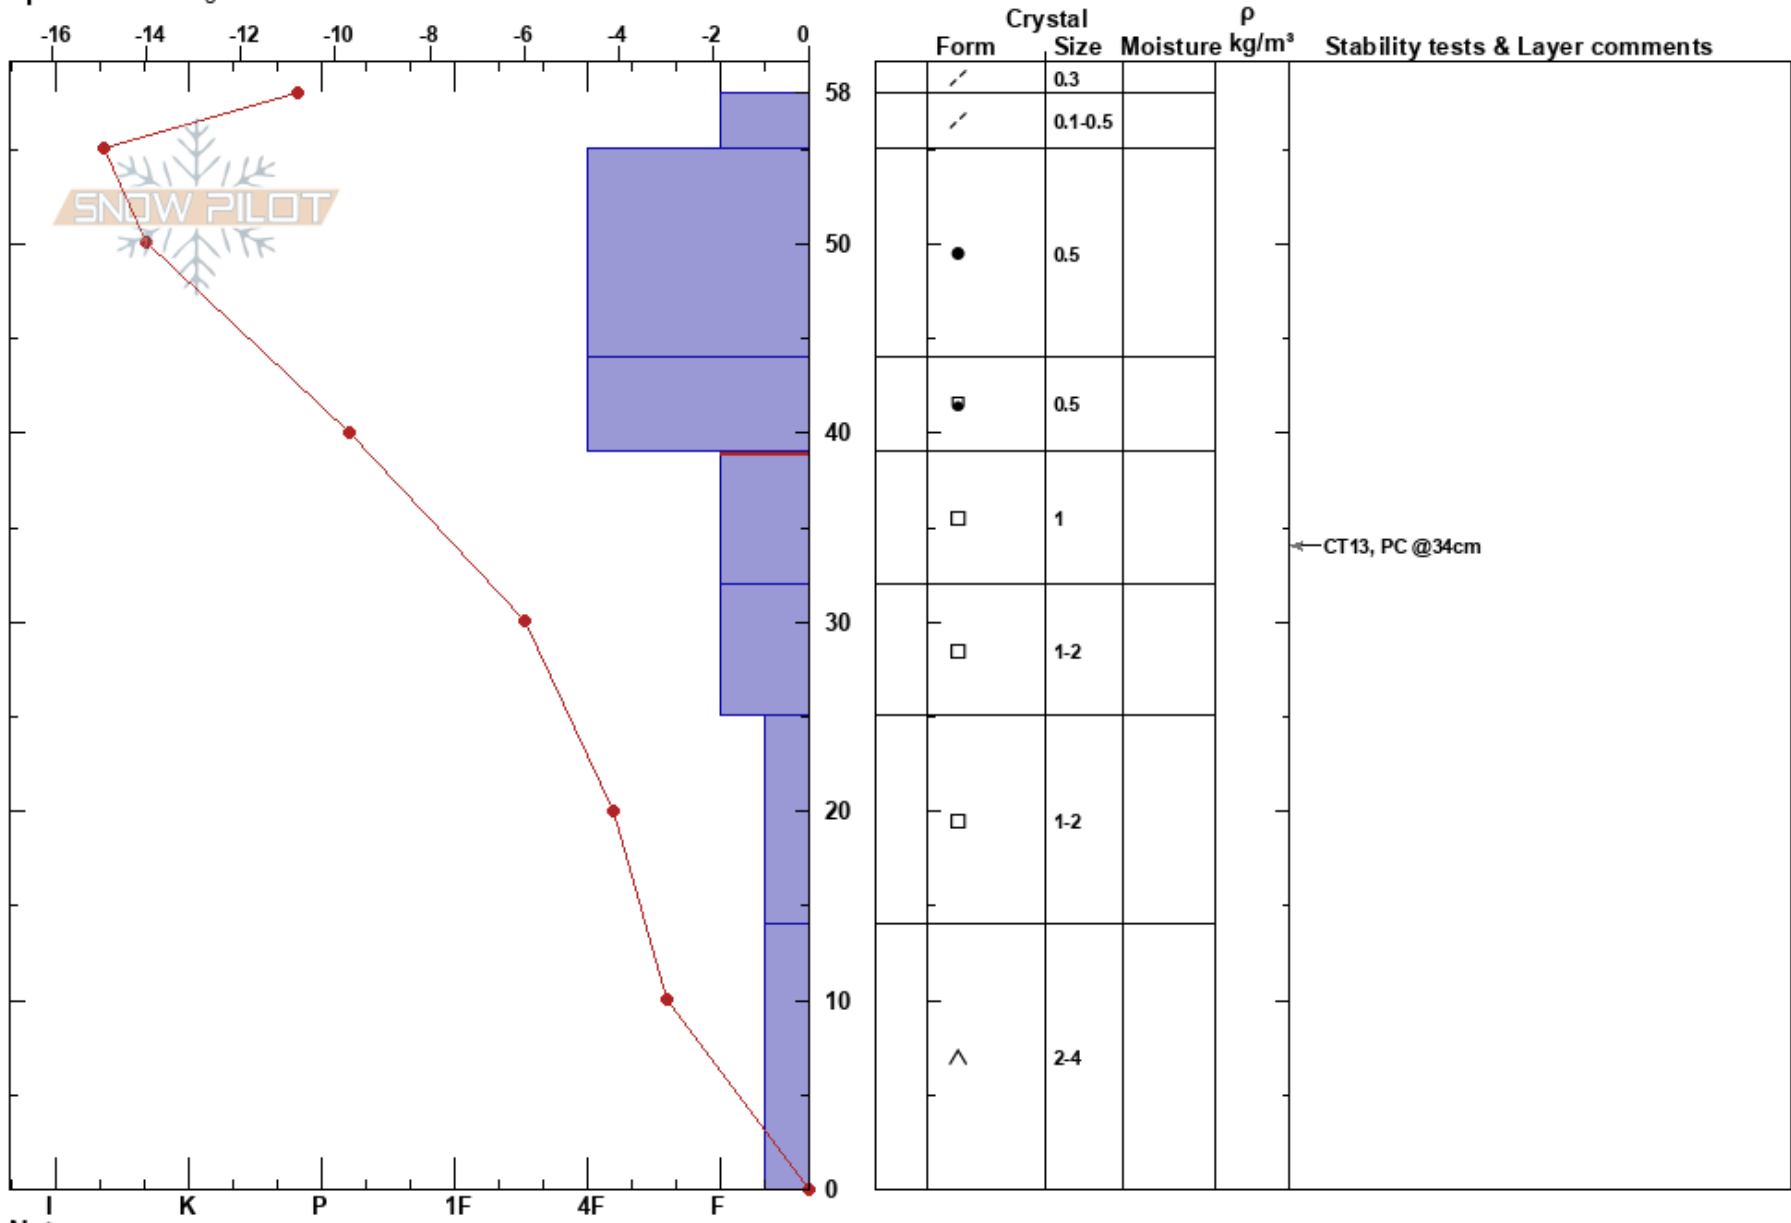 Crystal ρ
-16 -14 -12 -10 -8 -6 -4 -2 0 Form Size Moisture kg/m³ Stability tests & Layer comments
0.3
58
0.1-0.5
SNOW PILOT
50 0.5
0.5
40
1
CT13, PC @34cm
30
1-2
20 1-2
10
2-4
0
I K P 1F 4F F